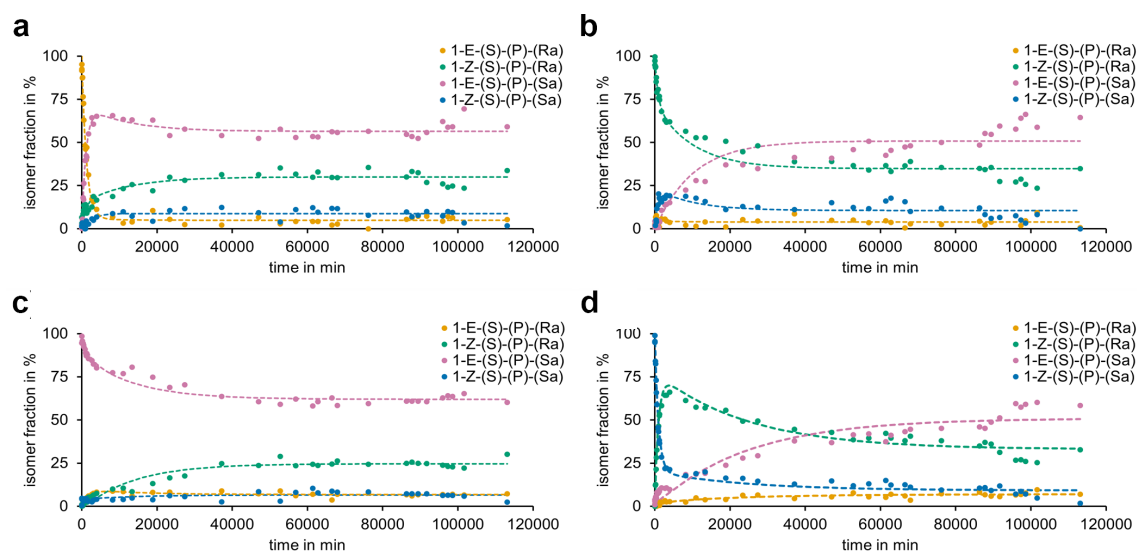 a
b
100
75
50
25
0
isomer fraction in %
1-E-(S)-(P)-(Ra)
1-Z-(S)-(P)-(Ra)
1-E-(S)-(P)-(Sa)
1-Z-(S)-(P)-(Sa)
0
20000
40000
60000
80000
100000
120000
time in min
100
75
50
25
0
isomer fraction in %
1-E-(S)-(P)-(Ra)
1-Z-(S)-(P)-(Ra)
1-E-(S)-(P)-(Sa)
1-Z-(S)-(P)-(Sa)
0
20000
40000
60000
80000
100000
120000
time in min
c
d
100
75
50
25
0
isomer fraction in %
1-E-(S)-(P)-(Ra)
1-Z-(S)-(P)-(Ra)
1-E-(S)-(P)-(Sa)
1-Z-(S)-(P)-(Sa)
0
20000
40000
60000
80000
100000
120000
time in min
100
75
50
25
0
isomer fraction in %
1-E-(S)-(P)-(Ra)
1-Z-(S)-(P)-(Ra)
1-E-(S)-(P)-(Sa)
1-Z-(S)-(P)-(Sa)
0
20000
40000
60000
80000
100000
120000
time in min